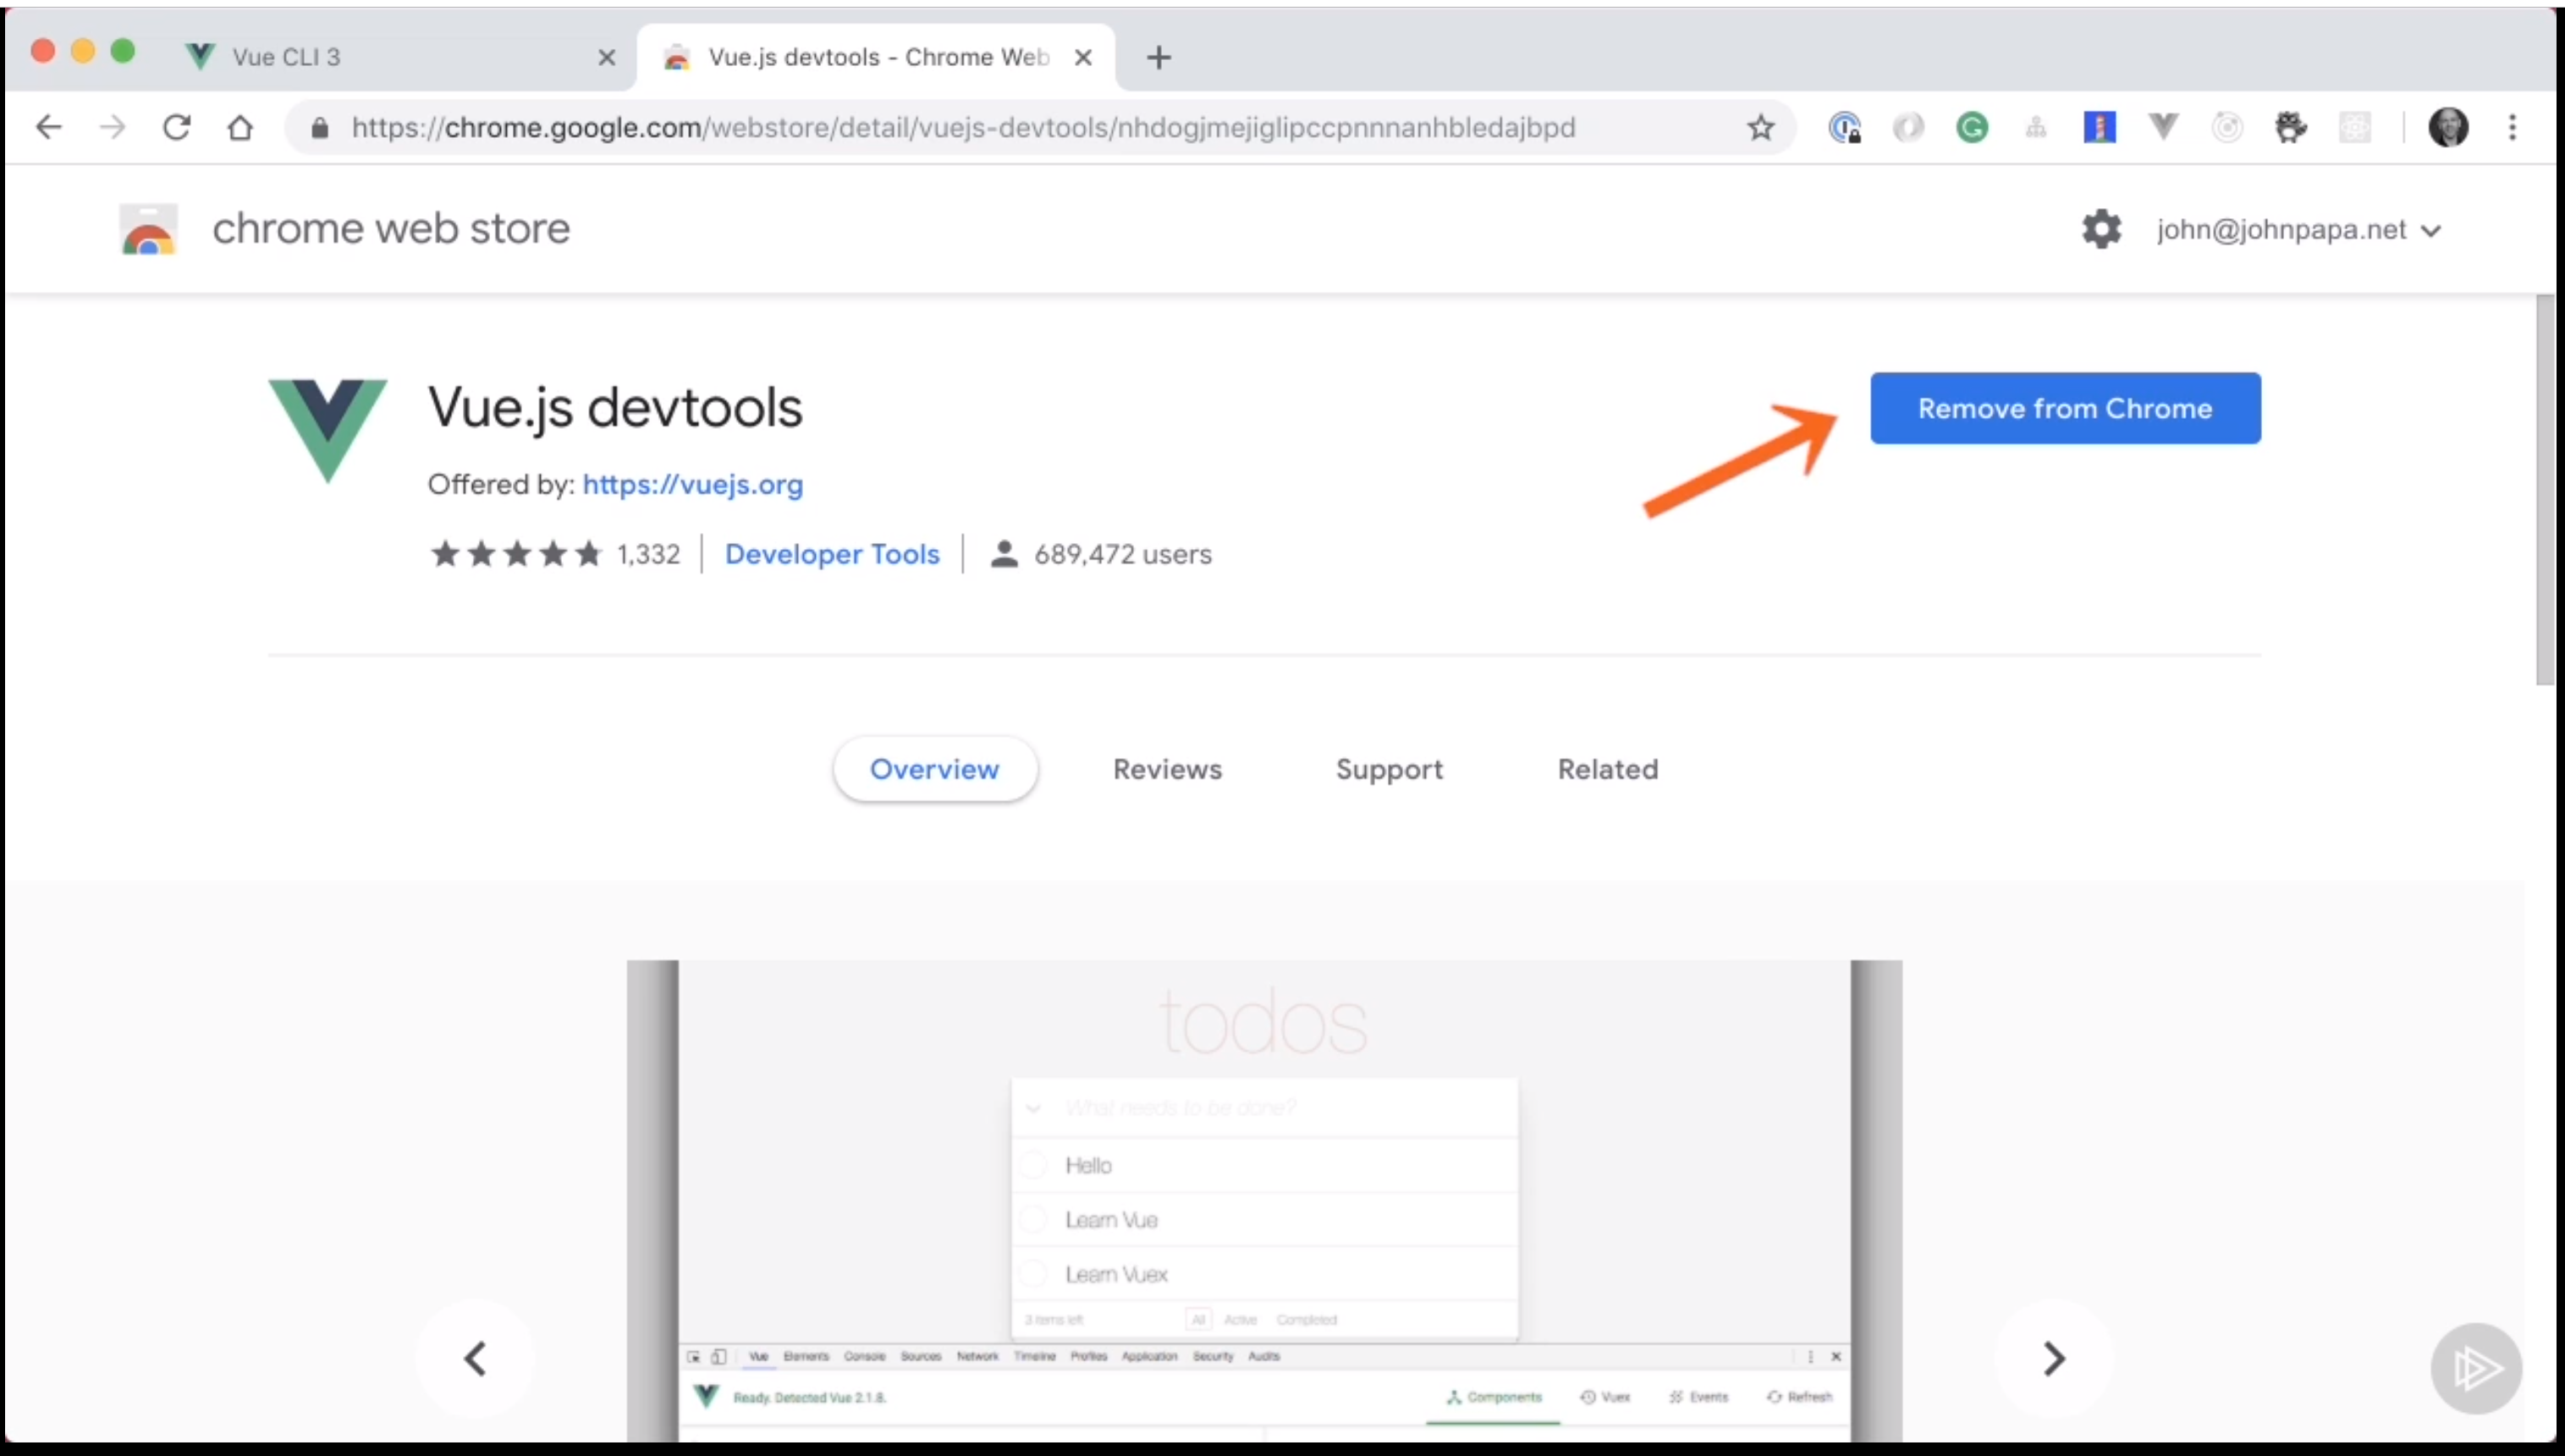 Vue CLI 3
Vue.js devtools - Chrome Web
https://chrome.google.com/webstore/detail/vuejs-devtools/nhdogjmejiglipccpnnnanhbledajbpd
chrome web store
john@johnpapa.net
Vue.js devtools
Remove from Chrome
Offered by: https://vuejs.org
1,332 Developer Tools 689,472 users
Overview Reviews Support Related
todos
What needs to be done?
Hello
Learn Vue
Learn Vuex
3 items left All Active Completed
Vue Elements Console Sources Network Timeline Profiles Application Security Audits
Ready. Detected Vue 2.1.8. Components Vuex Events Refresh